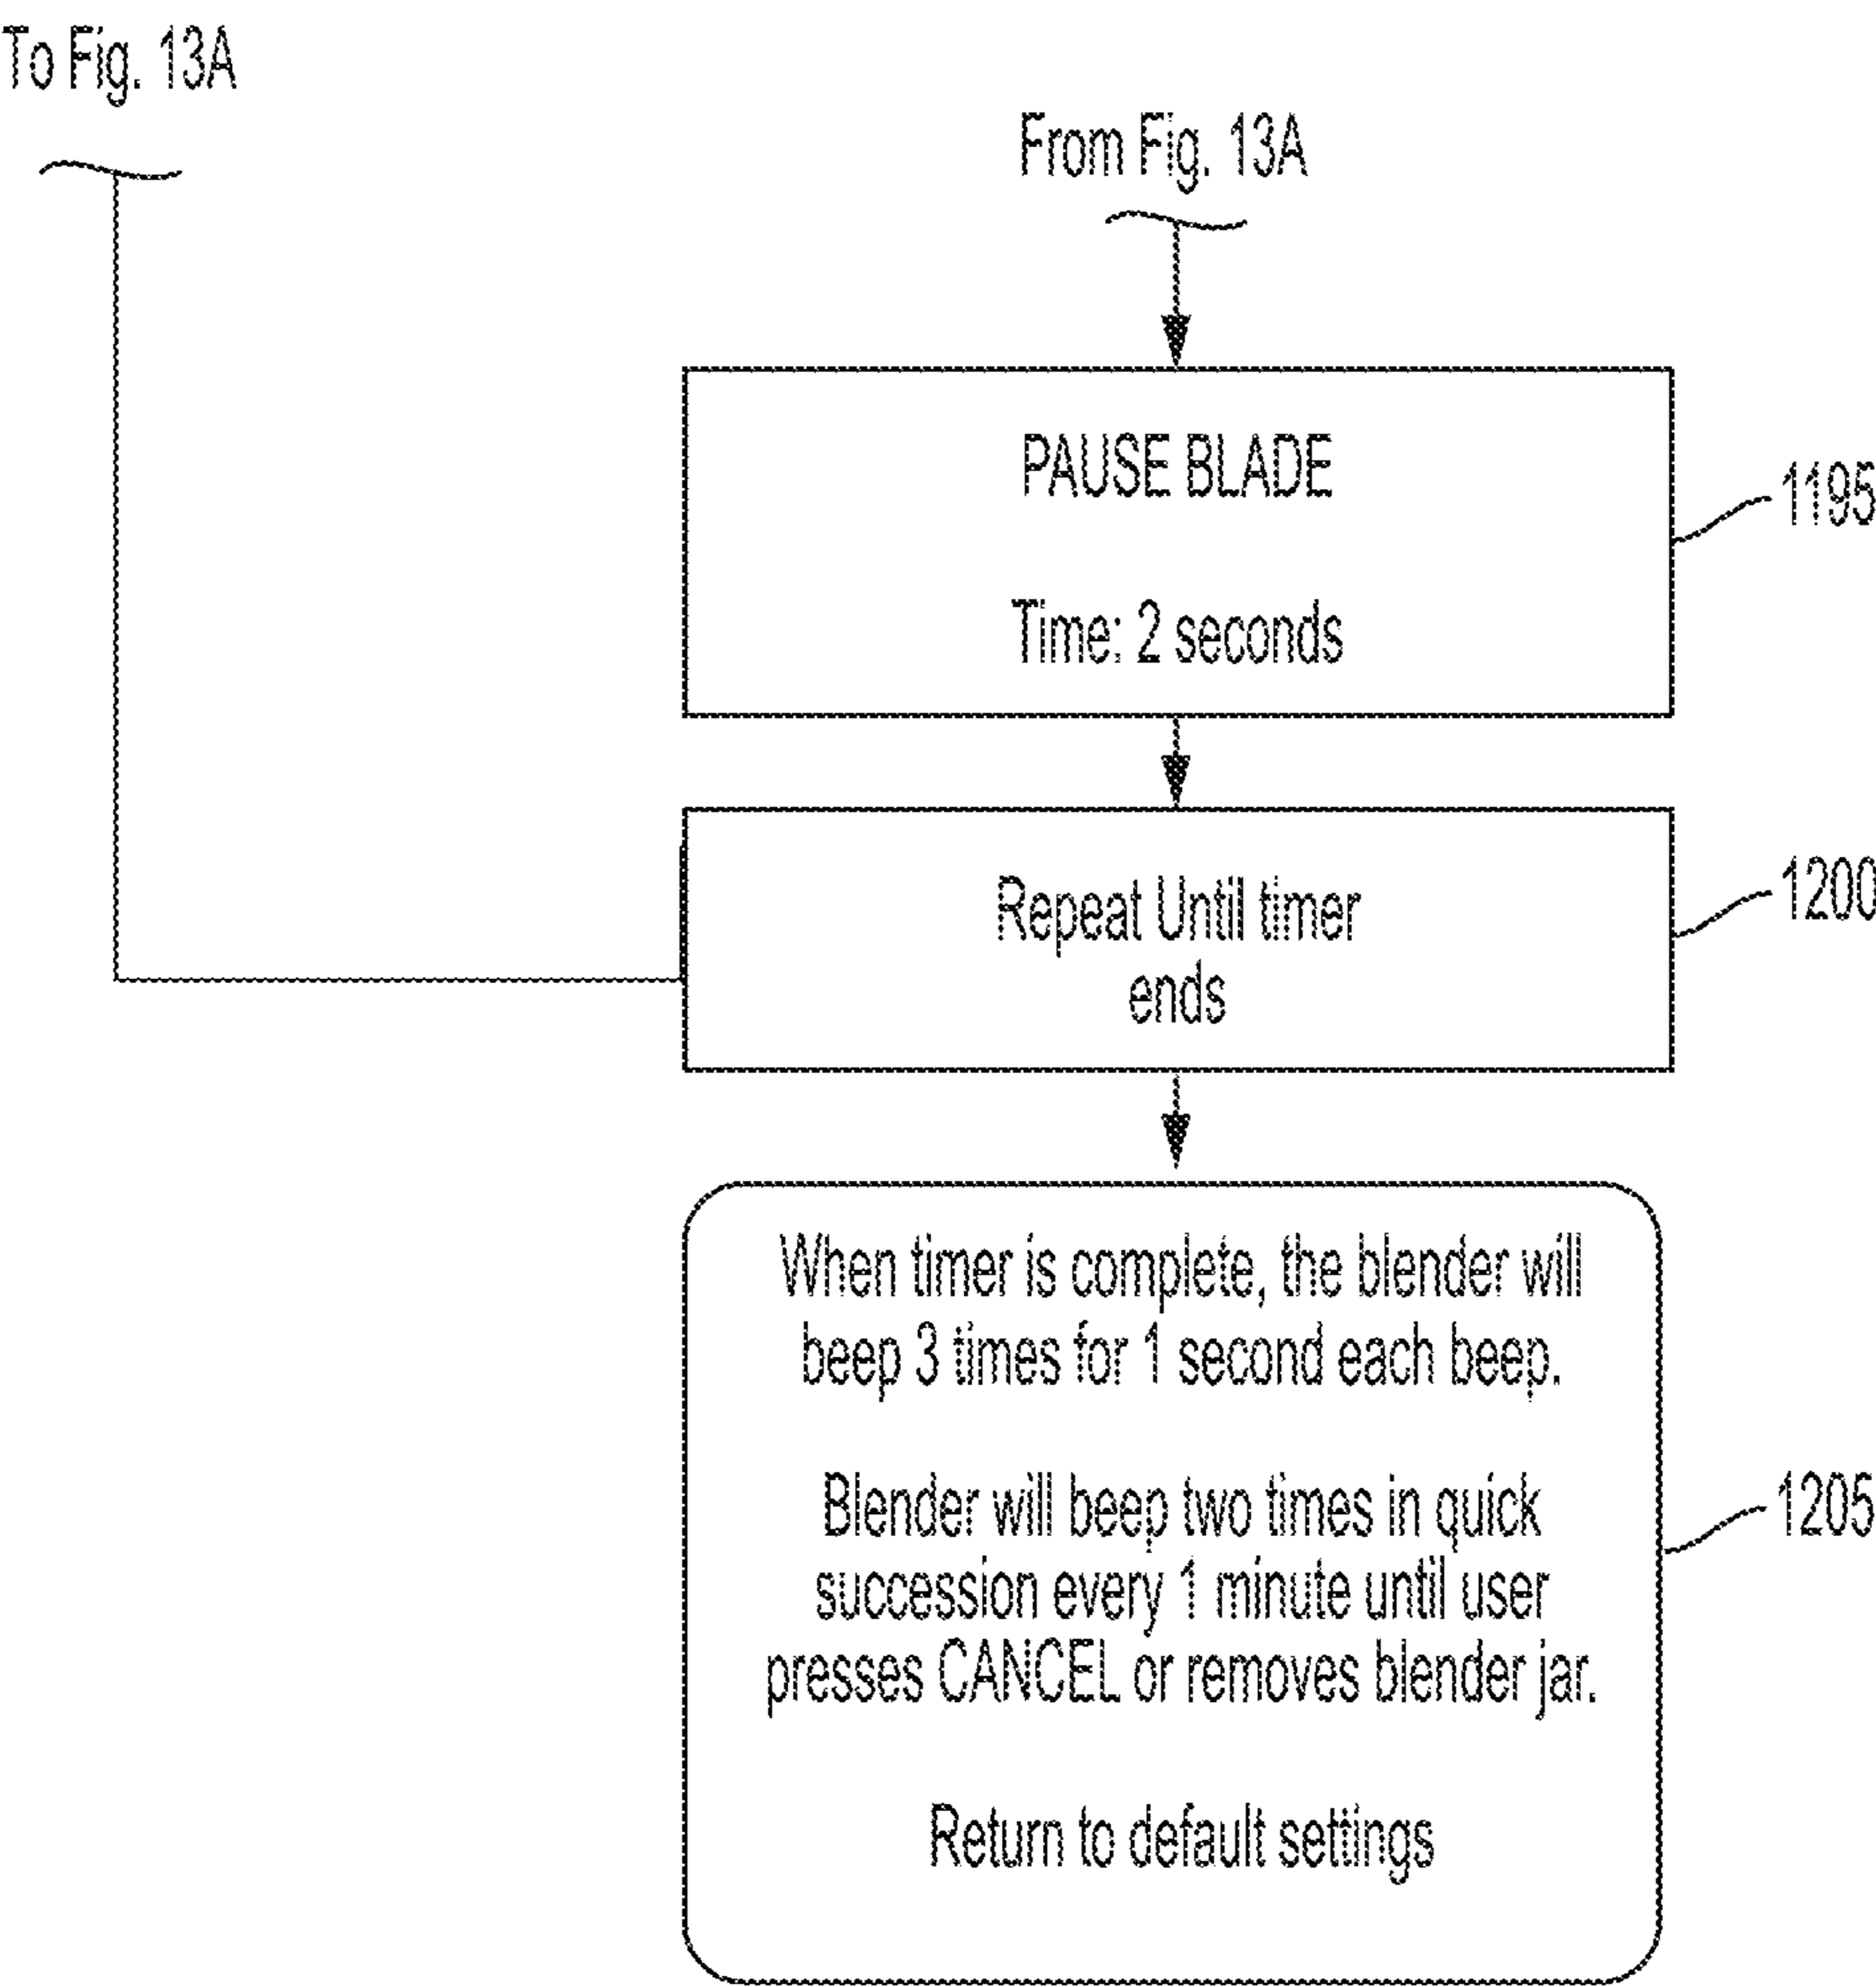 To Fig. 13A
From Fig. 13A
PAUSE BLADE
Time: 2 seconds
1195
Repeat Until timer
ends
1200
When timer is complete, the blender will
beep 3 times for 1 second each beep.
Blender will beep two times in quick
succession every 1 minute until user
presses CANCEL or removes blender jar.
Return to default settings
1205